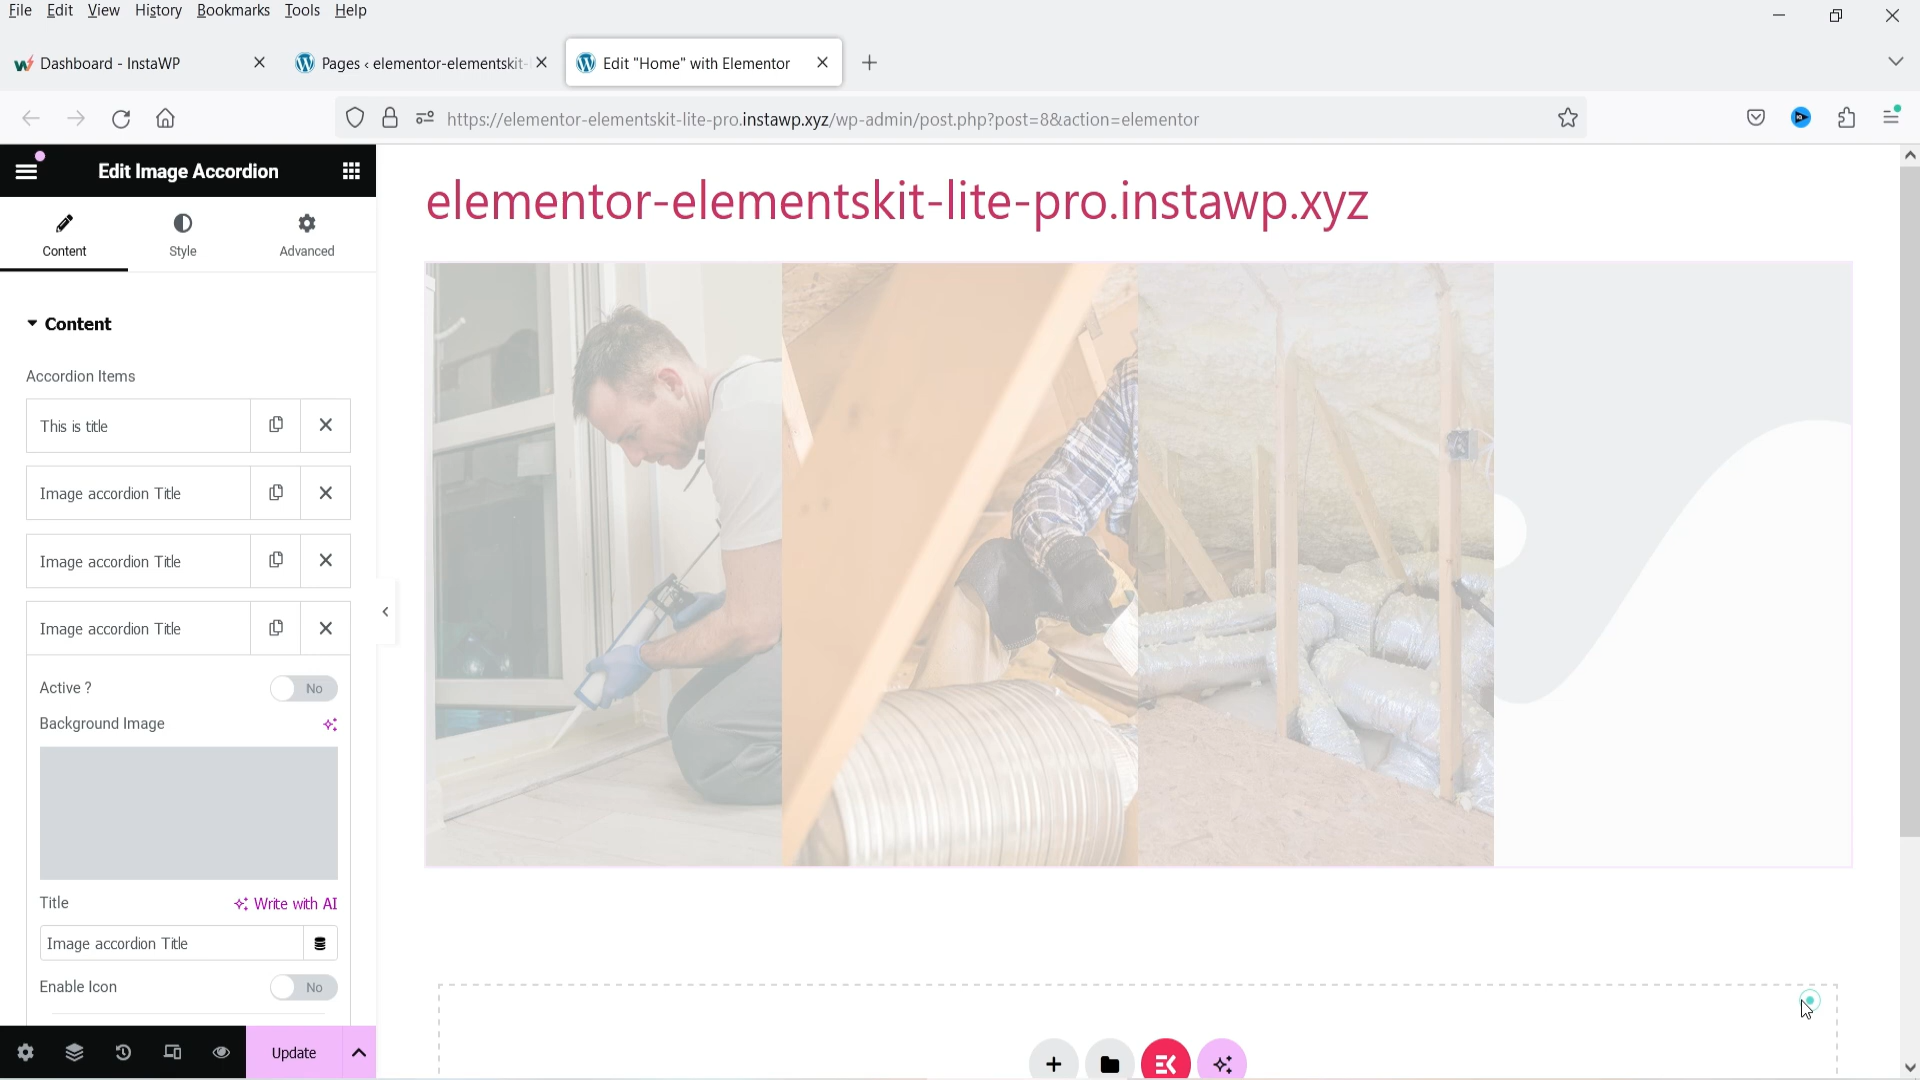 File Edit View History Bookmarks Tools Help
Dashboard - InstaWP
Pages ‹ elementor-elementskit-
Edit "Home" with Elementor
https://elementor-elementskit-lite-pro.instawp.xyz/wp-admin/post.php?post=8&action=elementor
Edit Image Accordion
Content Style Advanced
elementor-elementskit-lite-pro.instawp.xyz
Content
Accordion Items
This is title
Image accordion Title
Image accordion Title
Image accordion Title
Active ? No
Background Image
Title Write with AI
Image accordion Title
Enable Icon No
Update